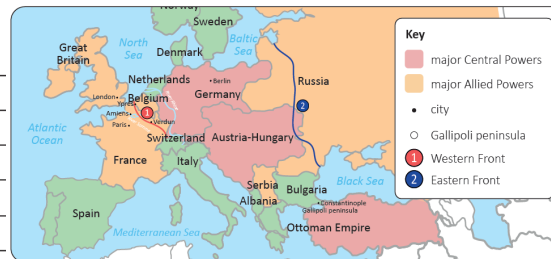 Norway
Sweden
North
Sea
Baltic
Sea
Great
Britain
Denmark
Netherlands
Berlin
Germany
Russia
London
Belgium
Ypres
Amiens
1
Verdun
Paris
2
Atlantic
Ocean
Switzerland
Austria-Hungary
France
Italy
Serbia
Bulgaria
Black Sea
Albania
Constantinople
Gallipoli peninsula
Spain
Mediterranean Sea
Ottoman Empire
Key
major Central Powers
major Allied Powers
city
Gallipoli peninsula
1 Western Front
2 Eastern Front